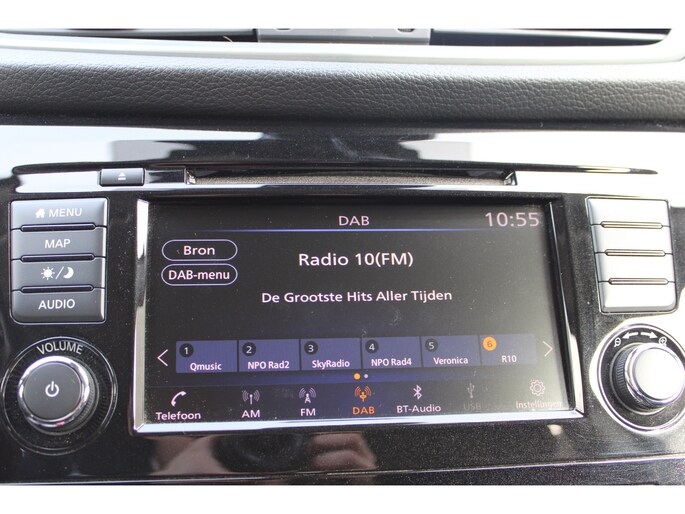 MENU
MAP
AUDIO
VOLUME
DAB
10:55
Bron
DAB-menu
Radio 10(FM)
De Grootste Hits Aller Tijden
1 2 3 4 5 6
Qmusic NPO Rad2 SkyRadio NPO Rad4 Veronica R10
Telefoon AM FM DAB BT-Audio USB Instellingen